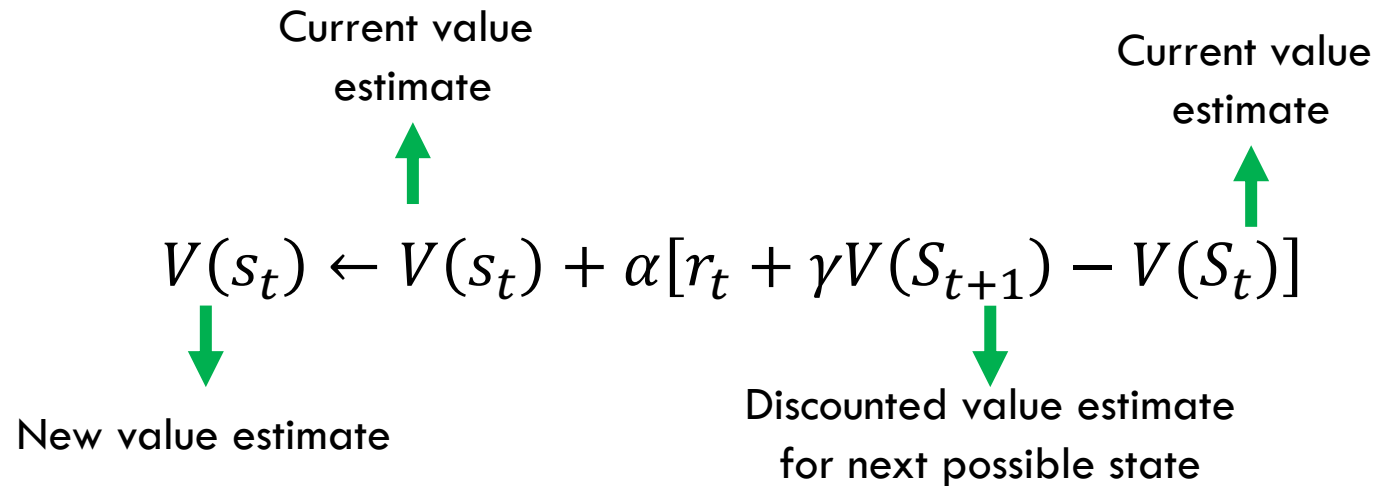 Current value
estimate
Current value
estimate
V(s_t) ← V(s_t) + α[r_t + γV(S_{t+1}) − V(S_t)]
New value estimate
Discounted value estimate
for next possible state